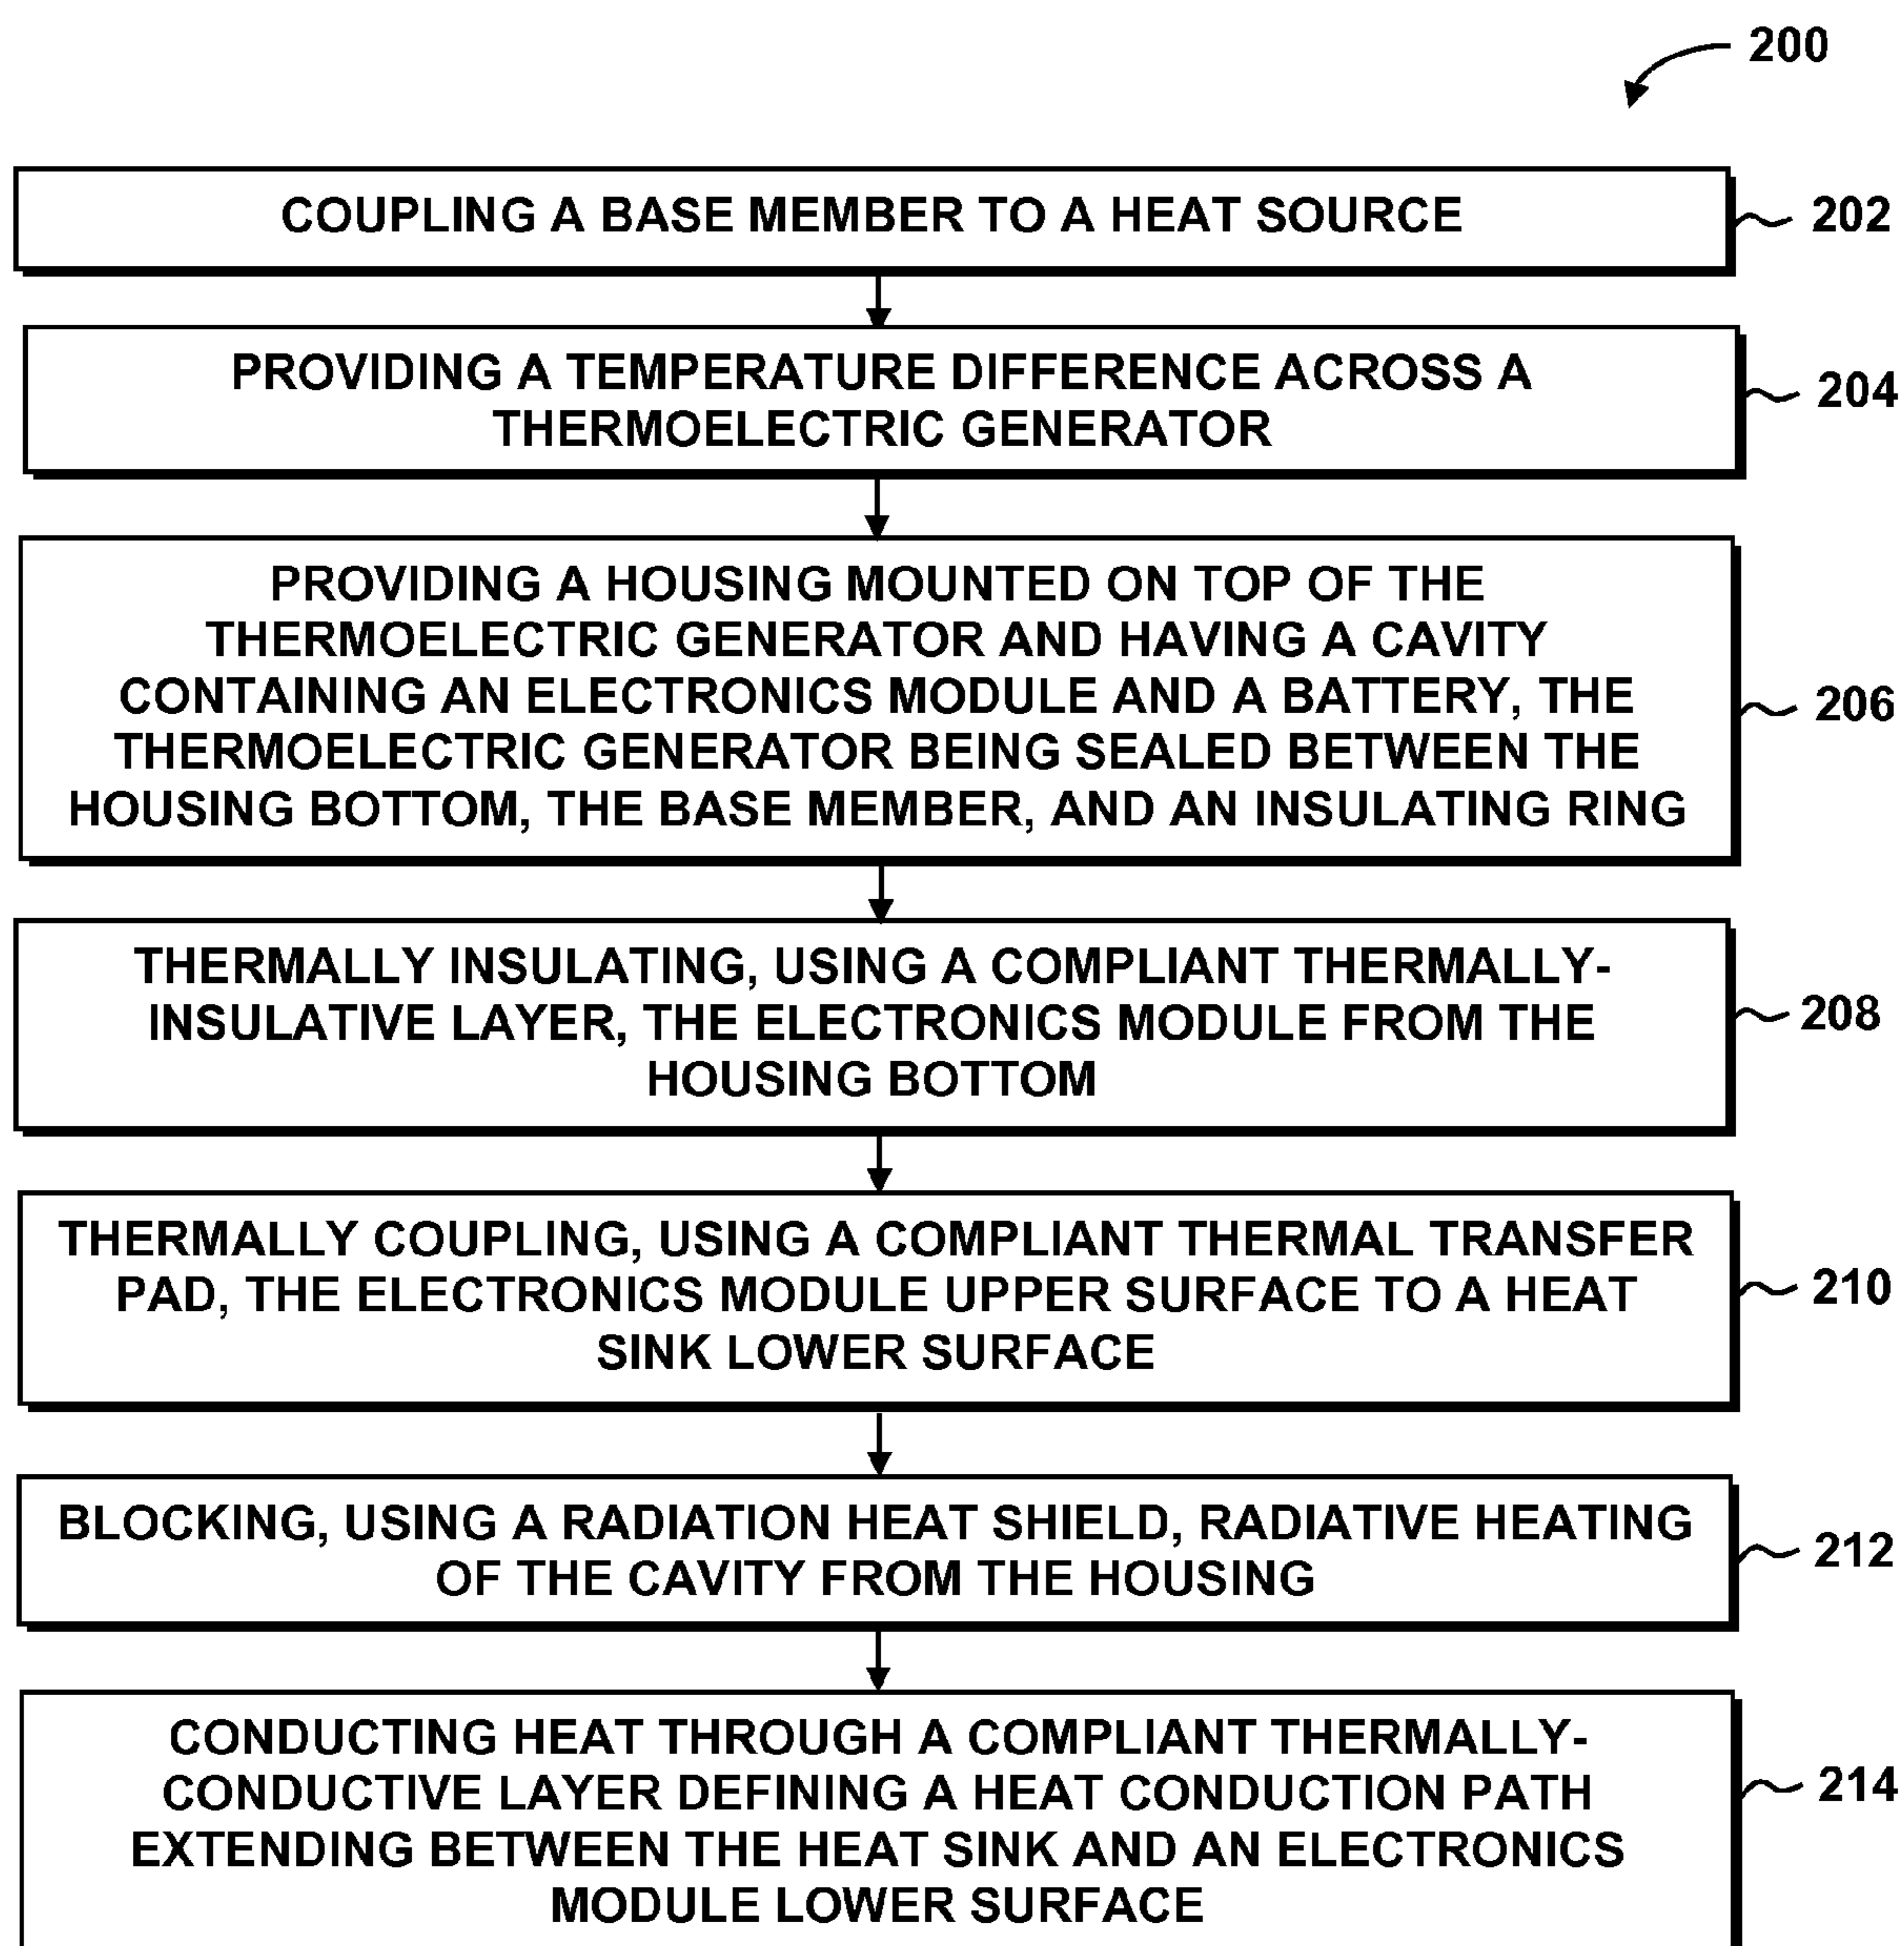 200
COUPLING A BASE MEMBER TO A HEAT SOURCE
202
PROVIDING A TEMPERATURE DIFFERENCE ACROSS A
THERMOELECTRIC GENERATOR
204
PROVIDING A HOUSING MOUNTED ON TOP OF THE
THERMOELECTRIC GENERATOR AND HAVING A CAVITY
CONTAINING AN ELECTRONICS MODULE AND A BATTERY, THE
THERMOELECTRIC GENERATOR BEING SEALED BETWEEN THE
HOUSING BOTTOM, THE BASE MEMBER, AND AN INSULATING RING
206
THERMALLY INSULATING, USING A COMPLIANT THERMALLY-
INSULATIVE LAYER, THE ELECTRONICS MODULE FROM THE
HOUSING BOTTOM
208
THERMALLY COUPLING, USING A COMPLIANT THERMAL TRANSFER
PAD, THE ELECTRONICS MODULE UPPER SURFACE TO A HEAT
SINK LOWER SURFACE
210
BLOCKING, USING A RADIATION HEAT SHIELD, RADIATIVE HEATING
OF THE CAVITY FROM THE HOUSING
212
CONDUCTING HEAT THROUGH A COMPLIANT THERMALLY-
CONDUCTIVE LAYER DEFINING A HEAT CONDUCTION PATH
EXTENDING BETWEEN THE HEAT SINK AND AN ELECTRONICS
MODULE LOWER SURFACE
214